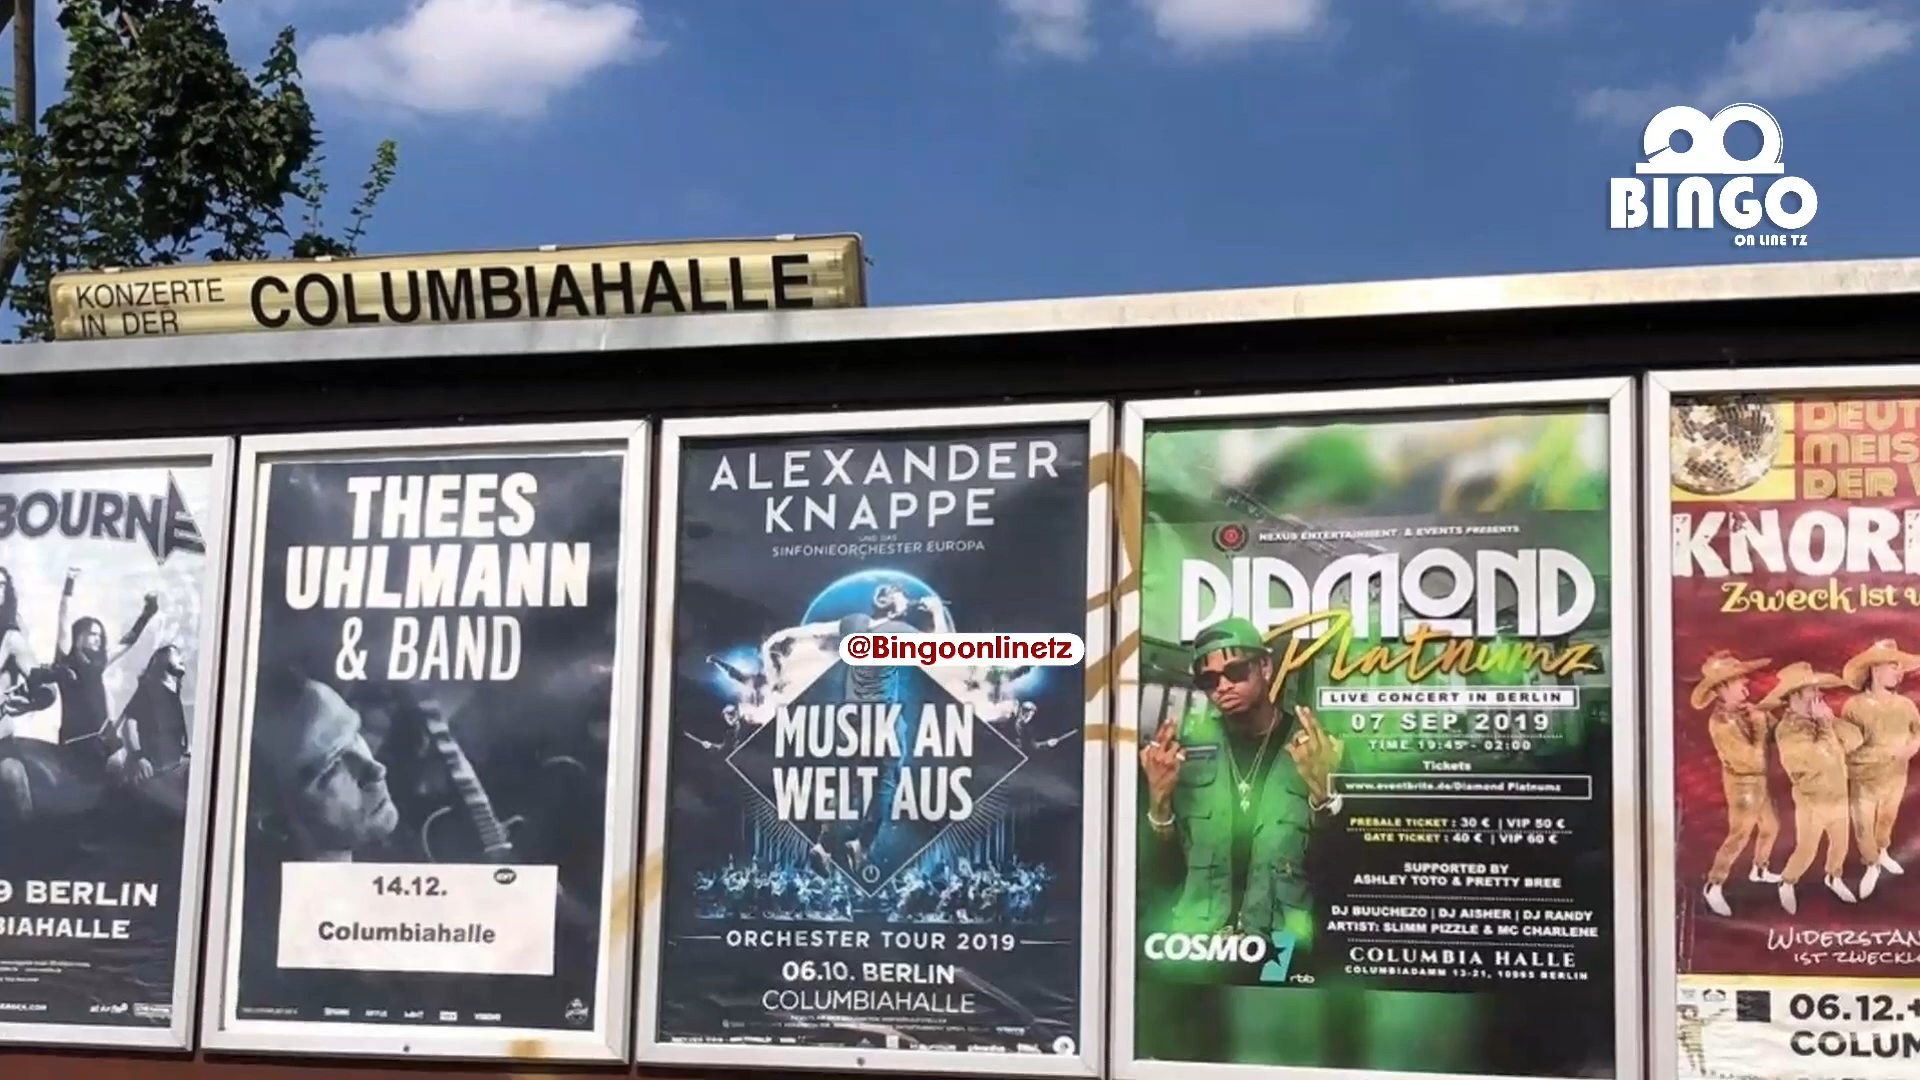 BINGO
ON LINE TZ
KONZERTE
IN DER
COLUMBIAHALLE
BOURNE
9 BERLIN
BIAHALLE
THEES
UHLMANN
& BAND
14.12.
Columbiahalle
ALEXANDER
KNAPPE
UND DAS
SINFONIEORCHESTER EUROPA
@Bingoonlinetz
MUSIK AN
WELT AUS
ORCHESTER TOUR 2019
06.10. BERLIN
COLUMBIAHALLE
NEXUS ENTERTAINMENT & EVENTS PRESENTS
DIAMOND
Platnumz
LIVE CONCERT IN BERLIN
07 SEP 2019
TIME 19:45 - 02:00
Tickets
www.eventbrite.de/Diamond Platnumz
PRESALE TICKET : 30 € | VIP 50 €
GATE TICKET : 40 € | VIP 60 €
SUPPORTED BY
ASHLEY TOTO & PRETTY BREE
DJ BUUCHEZO | DJ AISHER | DJ RANDY
ARTIST: SLIMM PIZZLE & MC CHARLENE
COLUMBIA HALLE
COLUMBIADAMM 13-21, 10965 BERLIN
COSMO
rbb
DEUT
MEIS
DER
KNOR
Zweck ist
WIDERSTAN
IST ZWECKL
06.12.+
COLUM